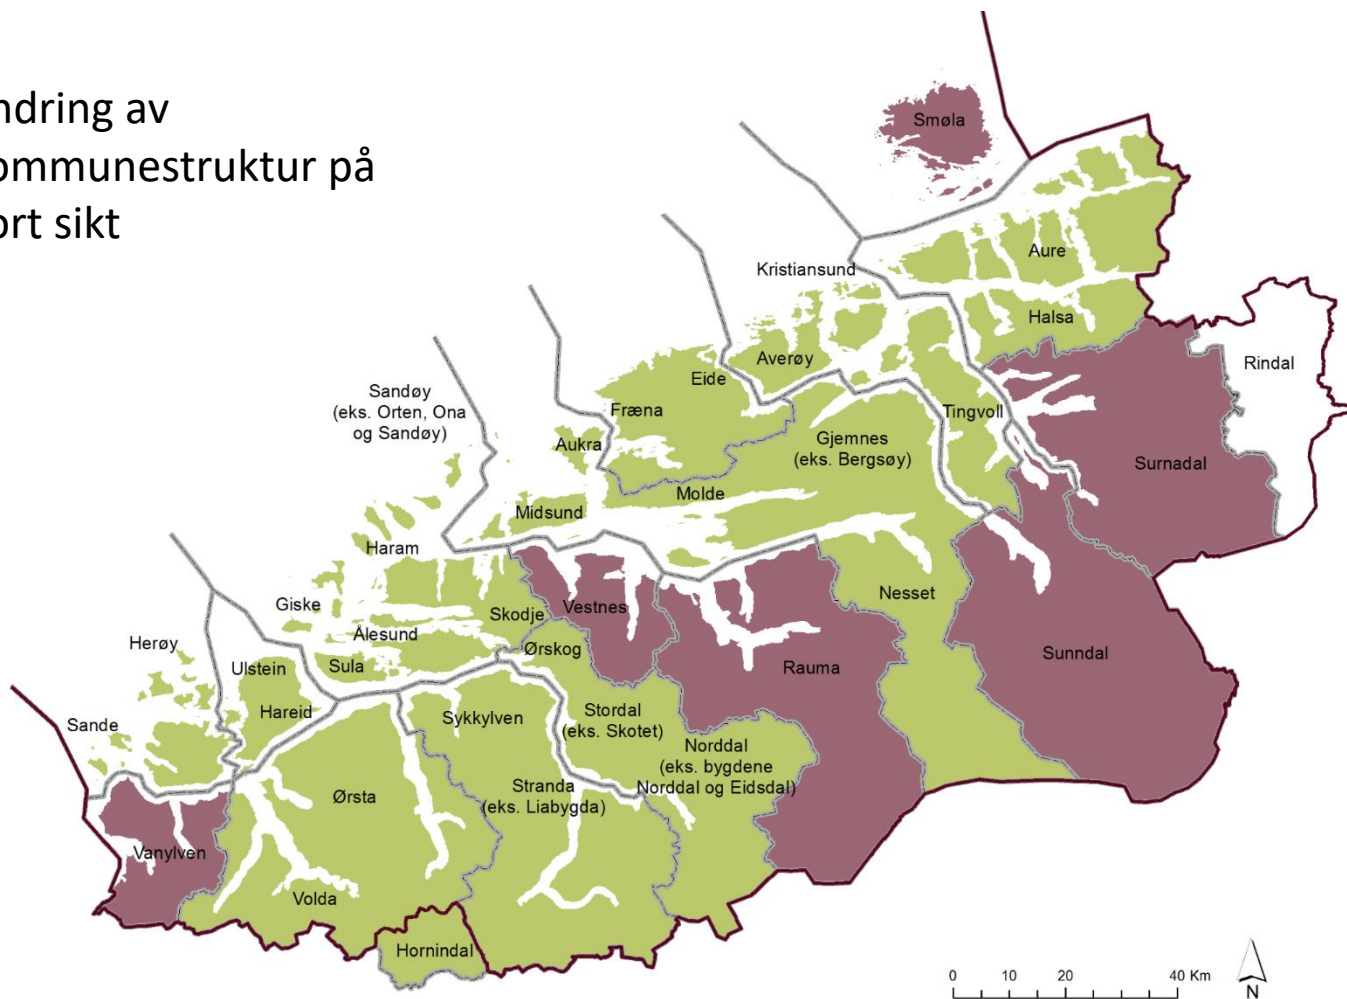 ndring av
ommunestruktur på
ort sikt
Smøla
Aure
Kristiansund
Halsa
Rindal
Averøy
Eide
Sandøy
(eks. Orten, Ona
og Sandøy)
Fræna
Tingvoll
Aukra
Gjemnes
(eks. Bergsøy)
Surnadal
Molde
Midsund
Haram
Nesset
Giske
Skodje
Vestnes
Ålesund
Herøy
Ørskog
Sunndal
Ulstein
Sula
Rauma
Hareid
Stordal
(eks. Skotet)
Sykkylven
Sande
Norddal
(eks. bygdene
Norddal og Eidsdal)
Stranda
(eks. Liabygda)
Ørsta
Vanylven
Volda
Hornindal
0 10 20 40 Km
N